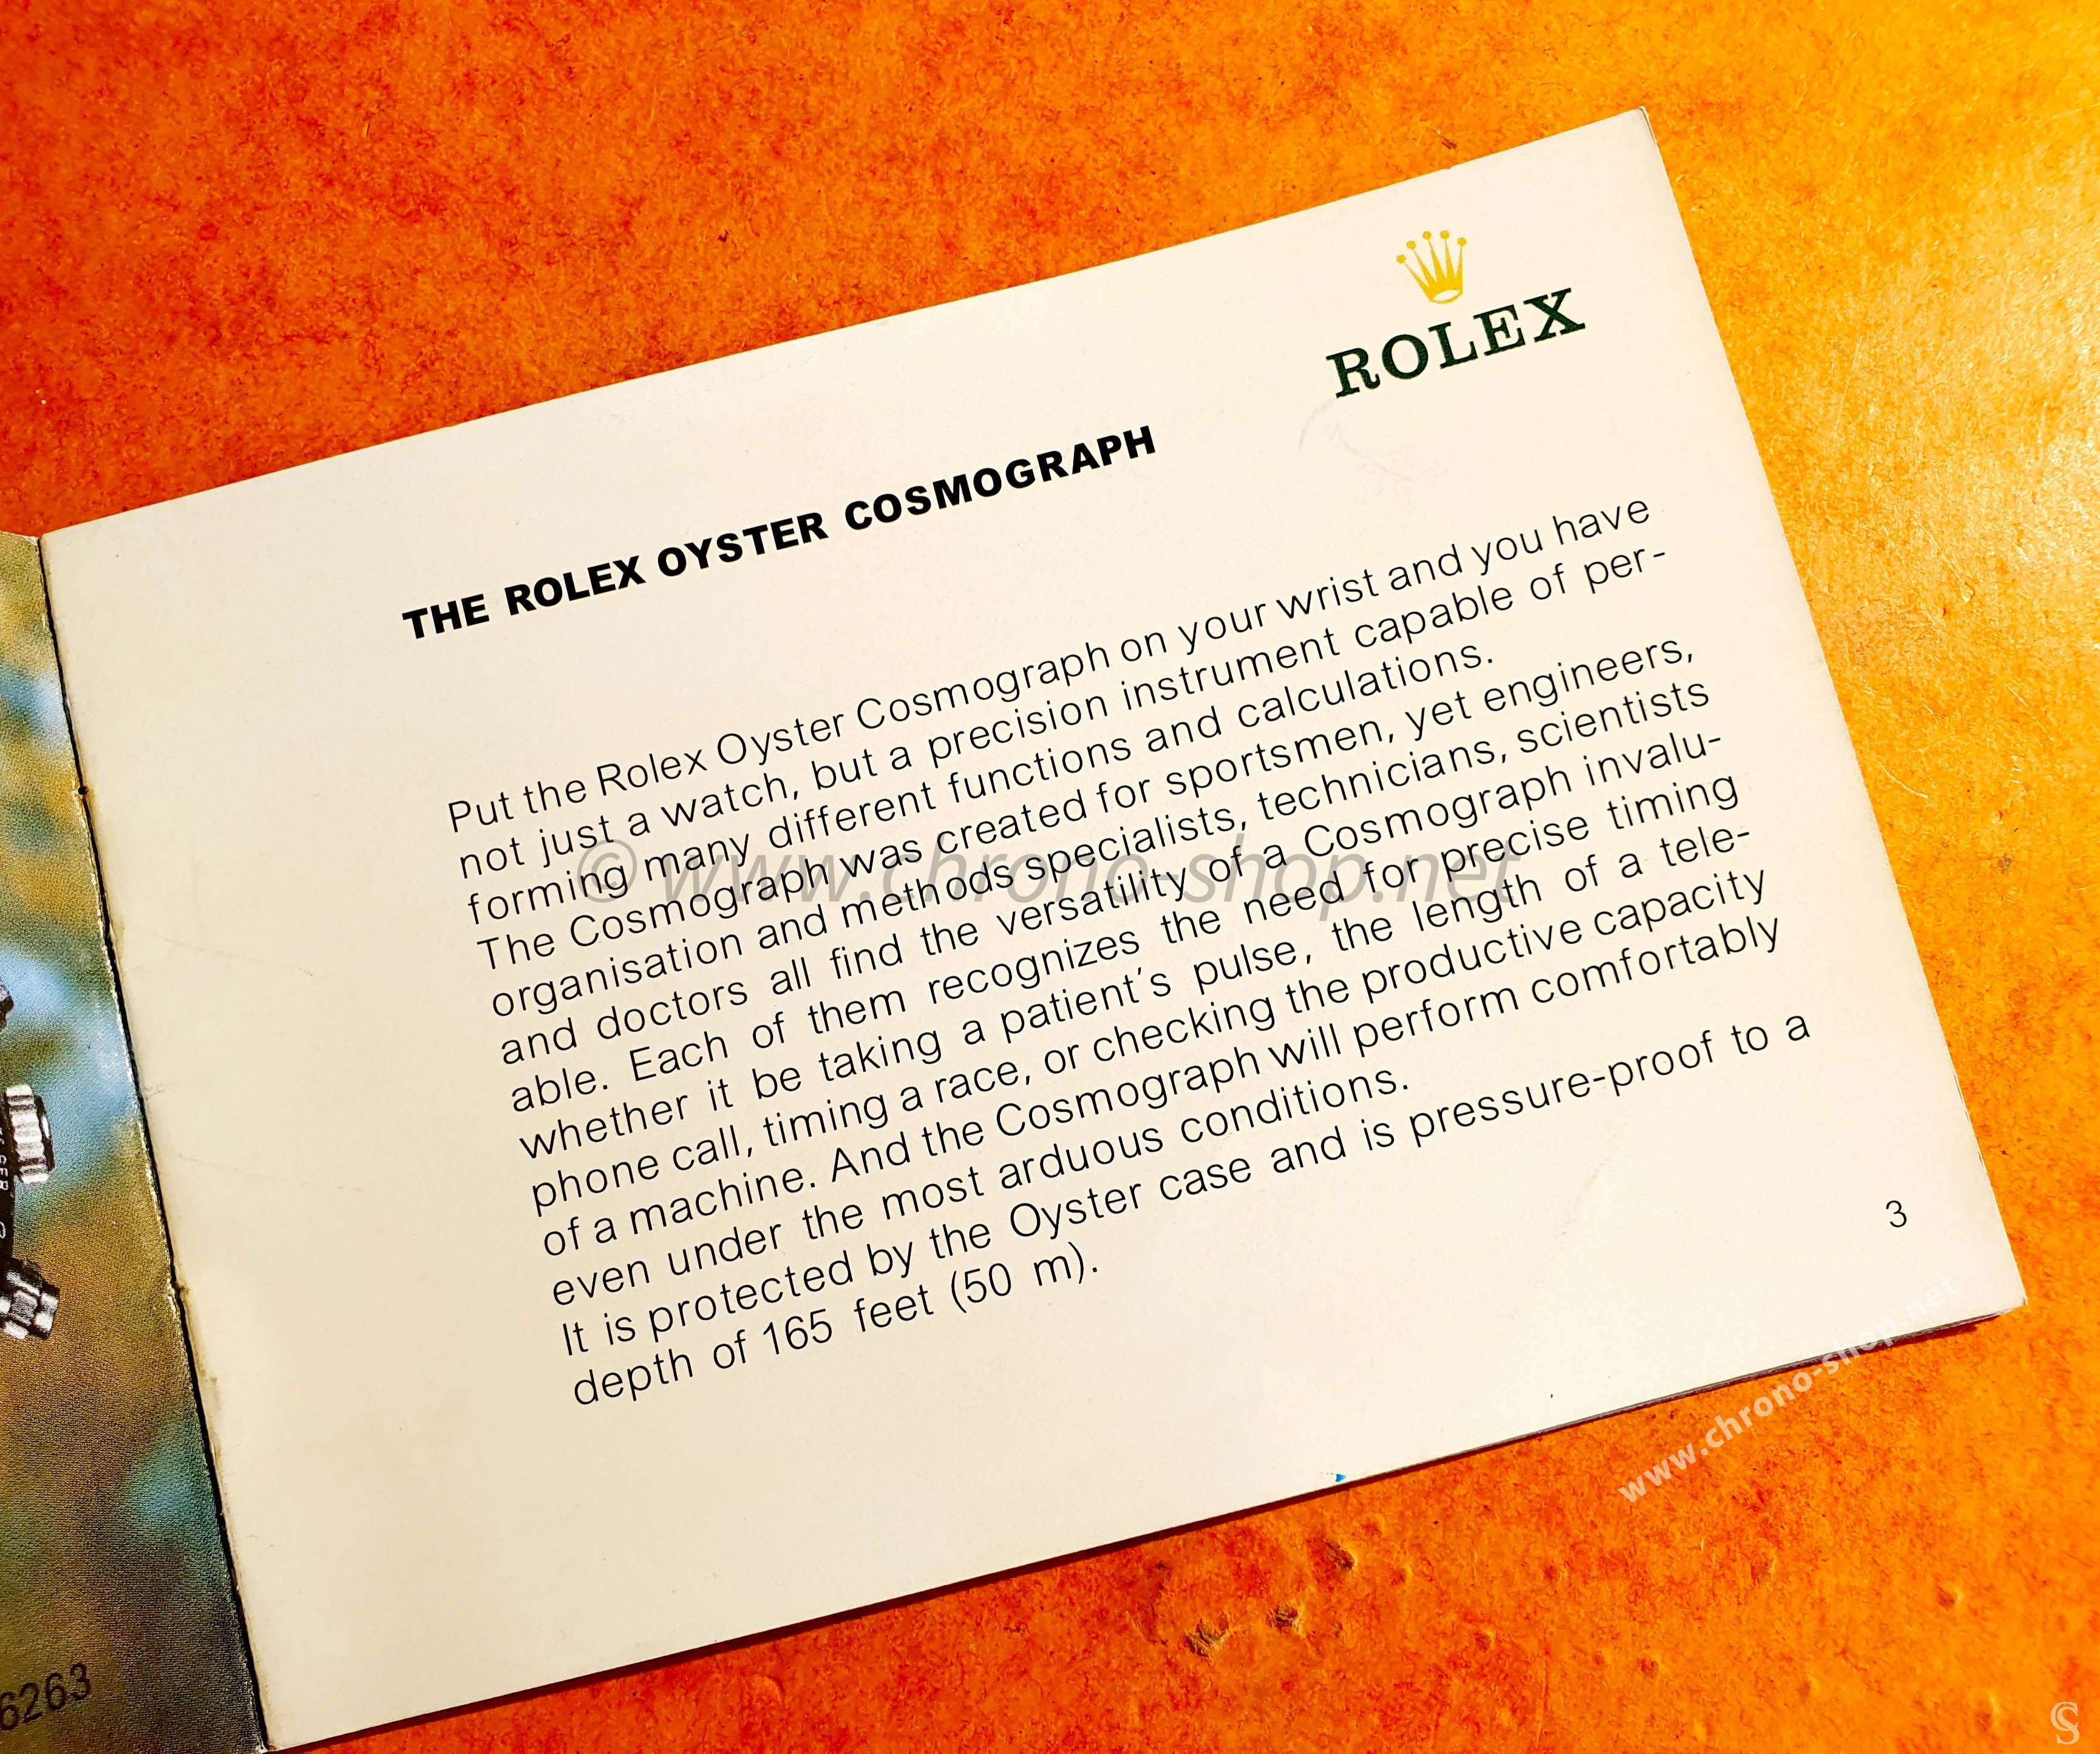 ROLEX
THE ROLEX OYSTER COSMOGRAPH
Put the Rolex Oyster Cosmograph on your wrist and you have
not just a watch, but a precision instrument capable of per-
forming many different functions and calculations.
The Cosmograph was created for sportsmen, yet engineers,
organisation and methods specialists, technicians, scientists
and doctors all find the versatility of a Cosmograph invalu-
able. Each of them recognizes the need for precise timing
whether it be taking a patient's pulse, the length of a tele-
phone call, timing a race, or checking the productive capacity
of a machine. And the Cosmograph will perform comfortably
even under the most arduous conditions.
It is protected by the Oyster case and is pressure-proof to a
depth of 165 feet (50 m).
3
6263
© www.chrono-shop.net
www.chrono-shop.net